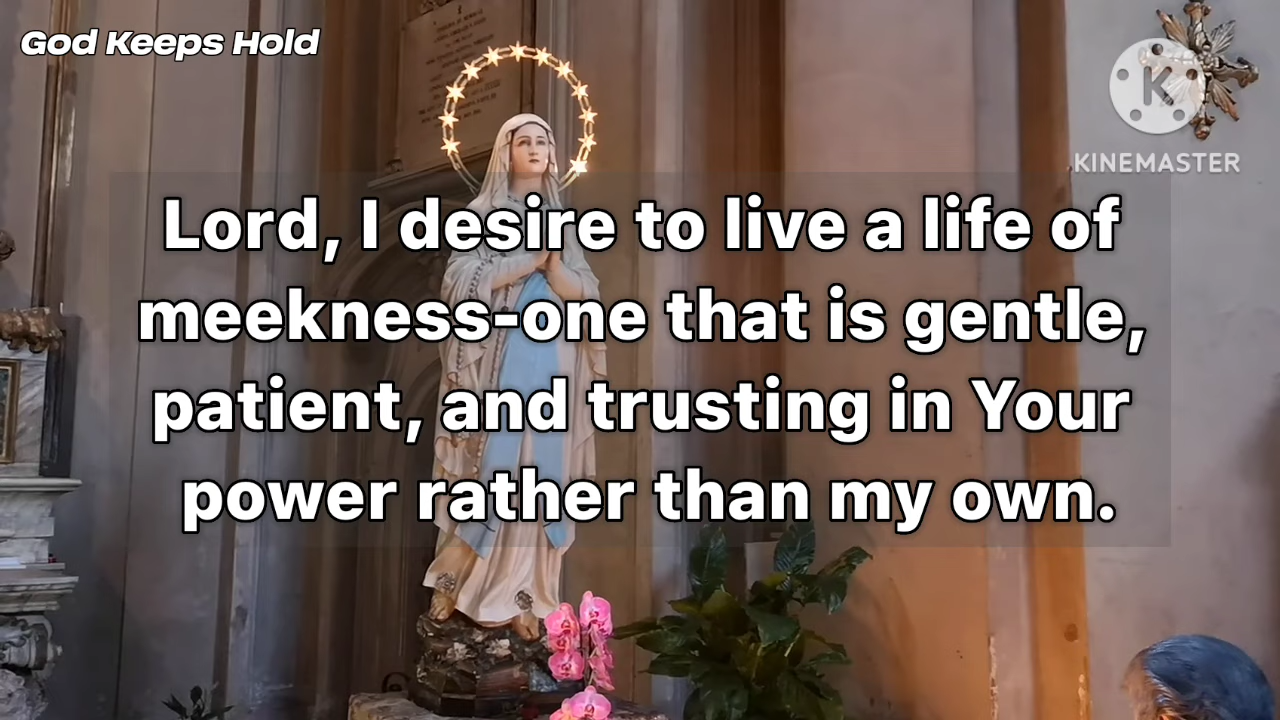 God Keeps Hold
KINEMASTER
Lord, I desire to live a life of
meekness-one that is gentle,
patient, and trusting in Your
power rather than my own.